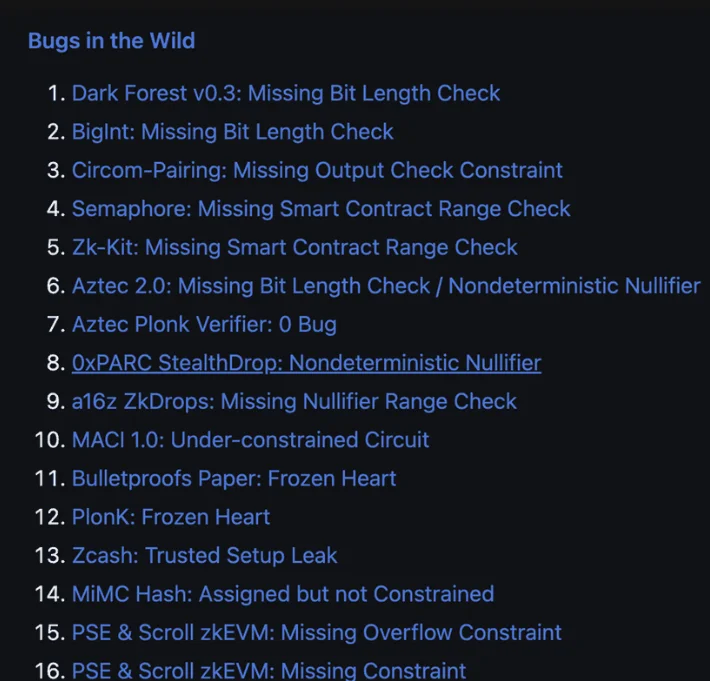 Bugs in the Wild
1. Dark Forest v0.3: Missing Bit Length Check
2. BigInt: Missing Bit Length Check
3. Circom-Pairing: Missing Output Check Constraint
4. Semaphore: Missing Smart Contract Range Check
5. Zk-Kit: Missing Smart Contract Range Check
6. Aztec 2.0: Missing Bit Length Check / Nondeterministic Nullifier
7. Aztec Plonk Verifier: 0 Bug
8. 0xPARC StealthDrop: Nondeterministic Nullifier
9. a16z ZkDrops: Missing Nullifier Range Check
10. MACI 1.0: Under-constrained Circuit
11. Bulletproofs Paper: Frozen Heart
12. PlonK: Frozen Heart
13. Zcash: Trusted Setup Leak
14. MiMC Hash: Assigned but not Constrained
15. PSE & Scroll zkEVM: Missing Overflow Constraint
16. PSE & Scroll zkEVM: Missing Constraint